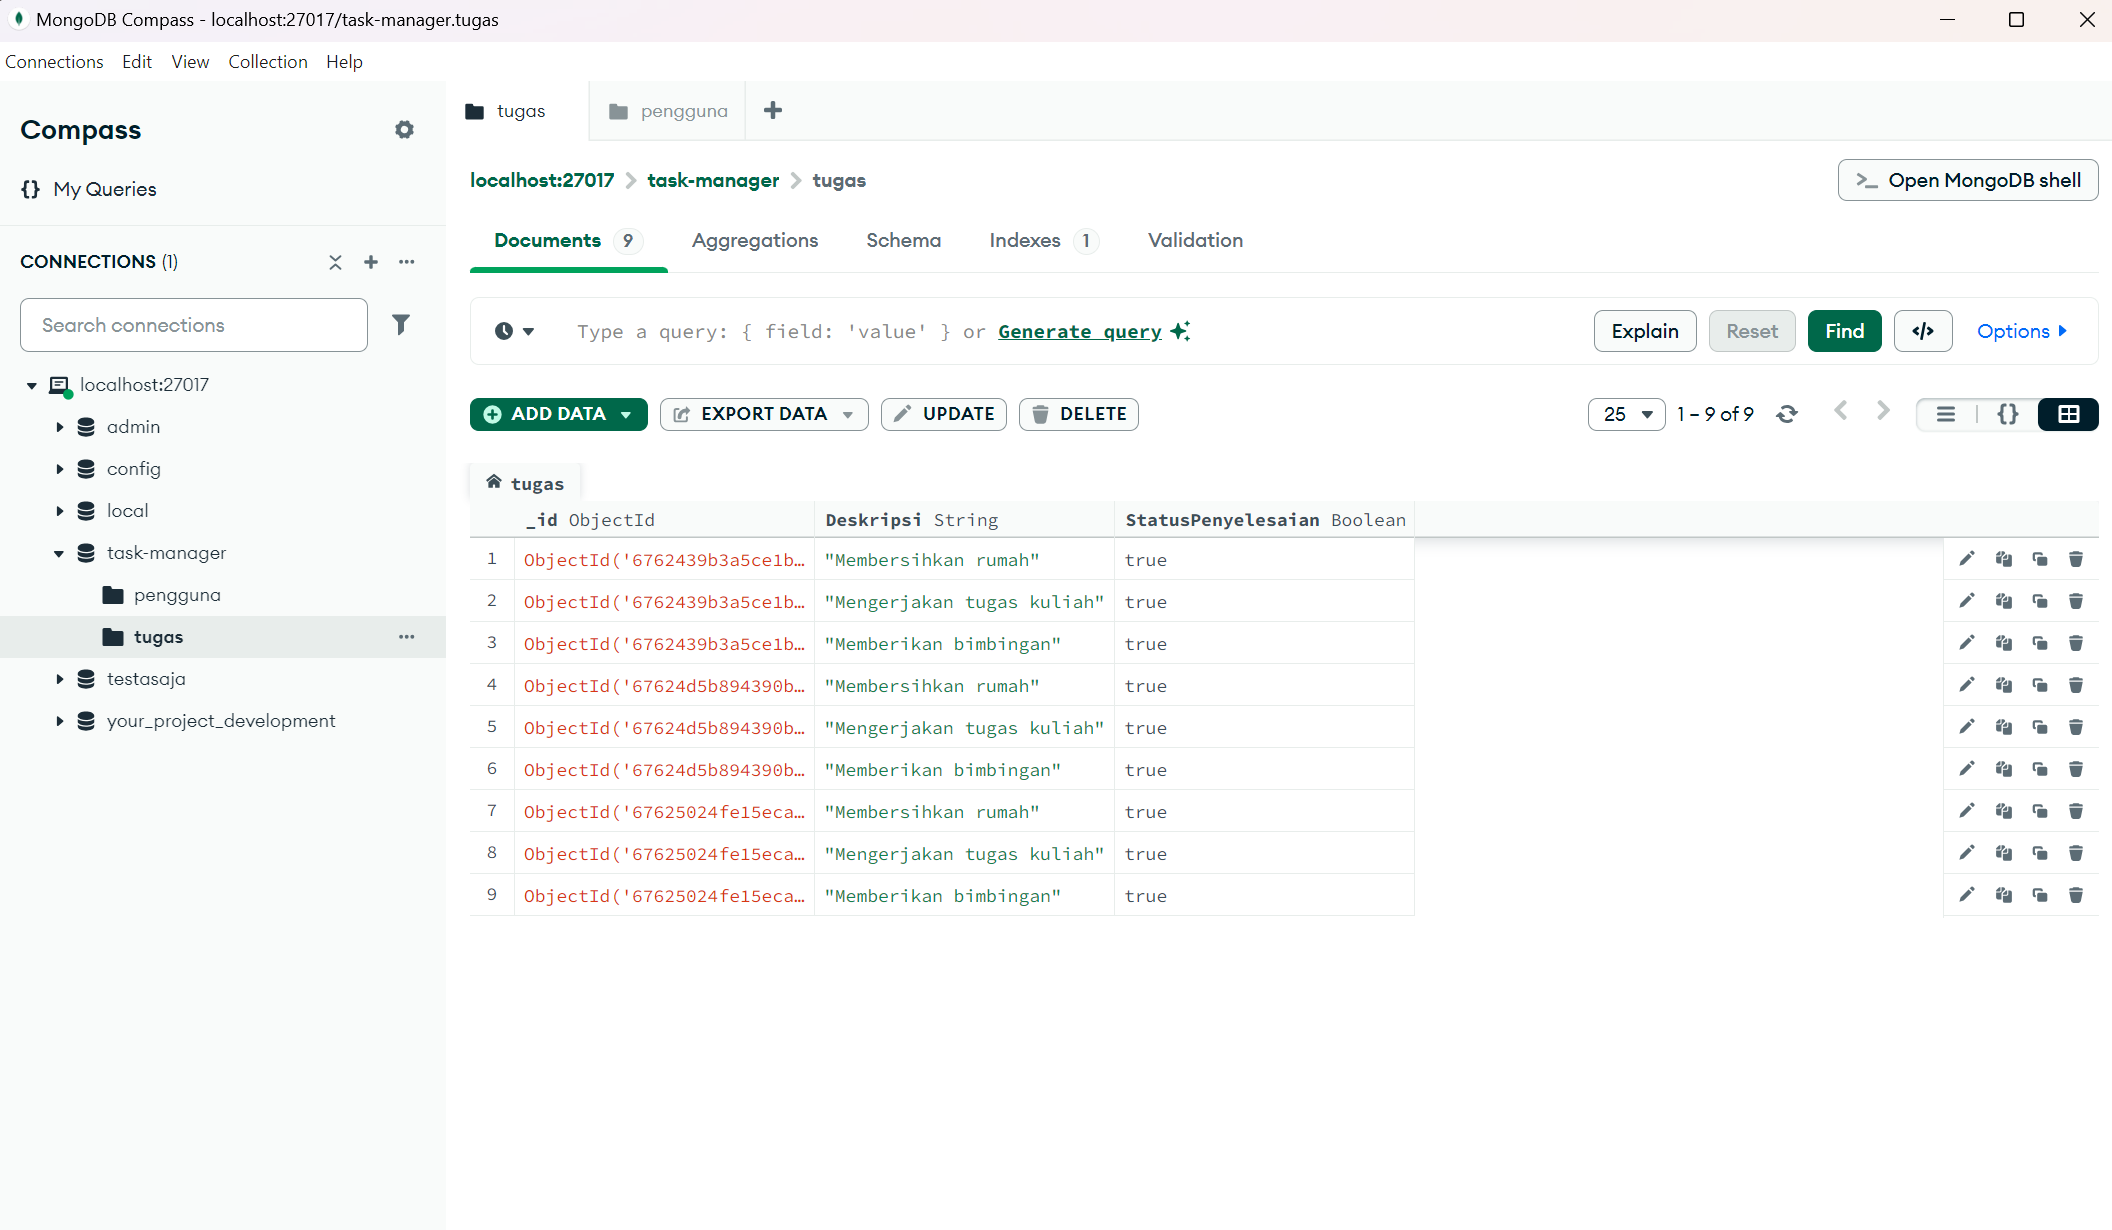 MongoDB Compass - localhost:27017/task-manager.tugas
Connections Edit View Collection Help
Compass
My Queries
CONNECTIONS (1)
Search connections
localhost:27017
admin
config
local
task-manager
pengguna
tugas
testasaja
your_project_development
tugas pengguna
localhost:27017 > task-manager > tugas
>_ Open MongoDB shell
Documents 9 Aggregations Schema Indexes 1 Validation
Type a query: { field: 'value' } or Generate query
Explain Reset Find </> Options
ADD DATA EXPORT DATA UPDATE DELETE
25 1 – 9 of 9
tugas
_id ObjectId Deskripsi String StatusPenyelesaian Boolean
1 ObjectId('6762439b3a5ce1b… "Membersihkan rumah" true
2 ObjectId('6762439b3a5ce1b… "Mengerjakan tugas kuliah" true
3 ObjectId('6762439b3a5ce1b… "Memberikan bimbingan" true
4 ObjectId('67624d5b894390b… "Membersihkan rumah" true
5 ObjectId('67624d5b894390b… "Mengerjakan tugas kuliah" true
6 ObjectId('67624d5b894390b… "Memberikan bimbingan" true
7 ObjectId('67625024fe15eca… "Membersihkan rumah" true
8 ObjectId('67625024fe15eca… "Mengerjakan tugas kuliah" true
9 ObjectId('67625024fe15eca… "Memberikan bimbingan" true